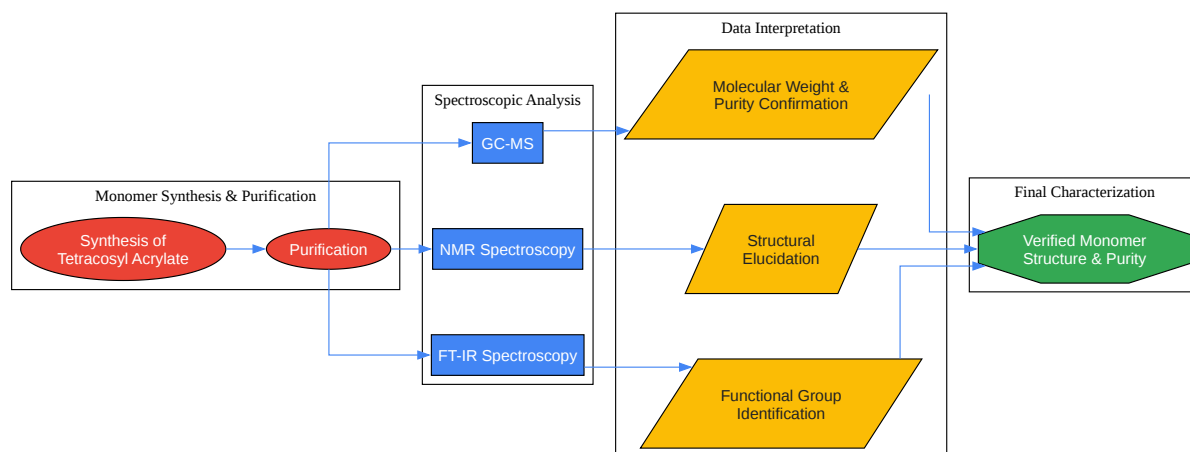 Monomer Synthesis & Purification
Synthesis of
Tetracosyl Acrylate
Purification
Spectroscopic Analysis
GC-MS
NMR Spectroscopy
FT-IR Spectroscopy
Data Interpretation
Molecular Weight &
Purity Confirmation
Structural
Elucidation
Functional Group
Identification
Final Characterization
Verified Monomer
Structure & Purity